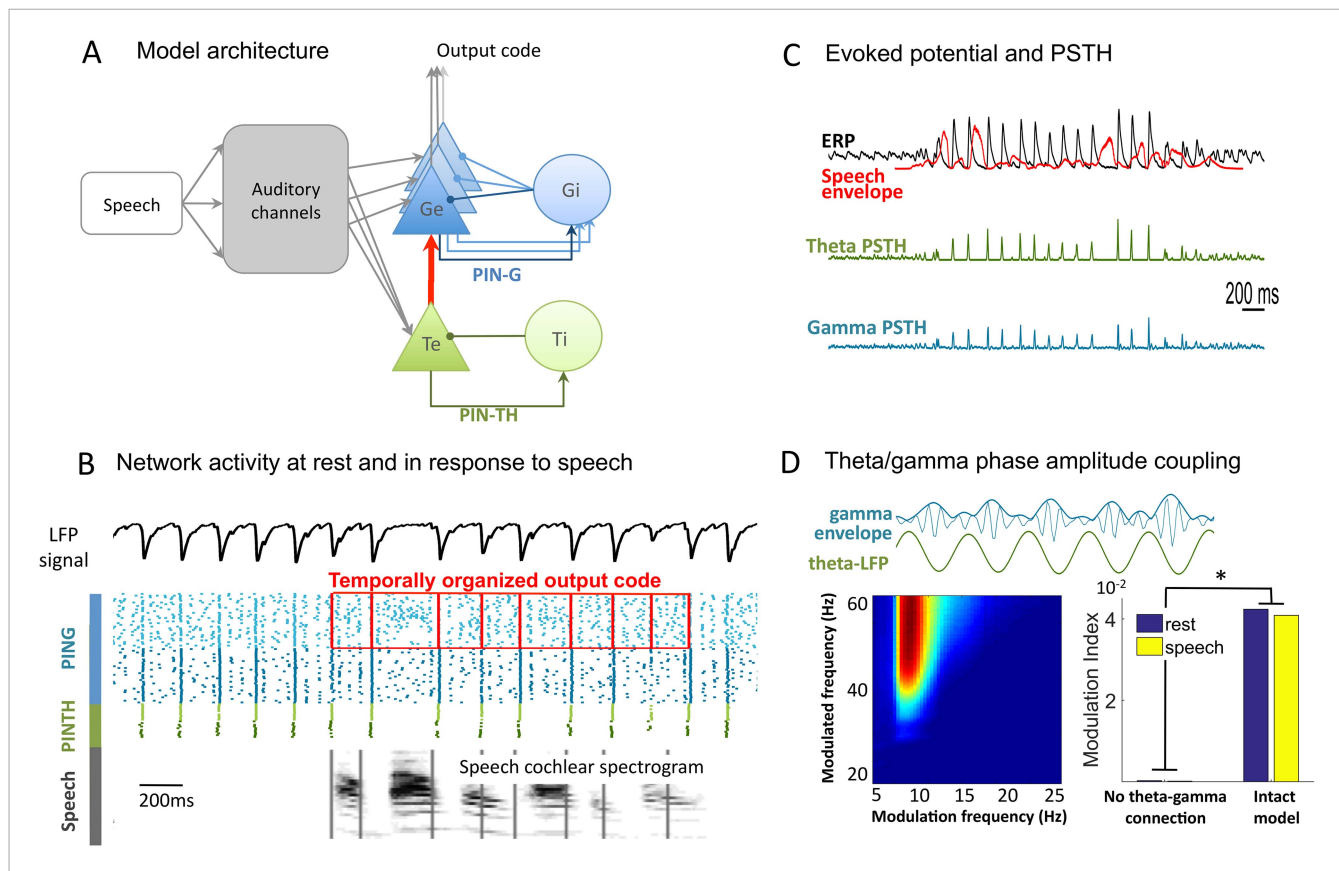 A Model architecture
Output code
Speech
Auditory
channels
Ge
Gi
PIN-G
Te
Ti
PIN-TH
B Network activity at rest and in response to speech
LFP
signal
Temporally organized output code
PING
PINTH
Speech
Speech cochlear spectrogram
200ms
C Evoked potential and PSTH
ERP
Speech
envelope
Theta PSTH
200 ms
Gamma PSTH
D Theta/gamma phase amplitude coupling
gamma
envelope
theta-LFP
Modulated frequency (Hz)
60
40
20
5 10 15 20 25
Modulation frequency (Hz)
10-2
*
Modulation Index
4
2
rest
speech
No theta-gamma
connection
Intact
model